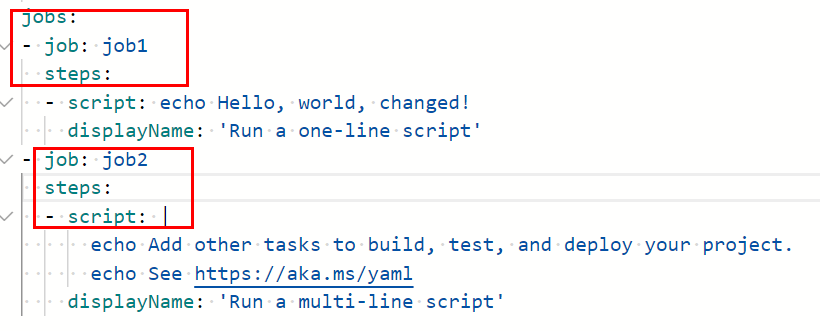 jobs:
- job: job1
  steps:
  - script: echo Hello, world, changed!
    displayName: 'Run a one-line script'
- job: job2
  steps:
  - script: |
      echo Add other tasks to build, test, and deploy your project.
      echo See https://aka.ms/yaml
    displayName: 'Run a multi-line script'